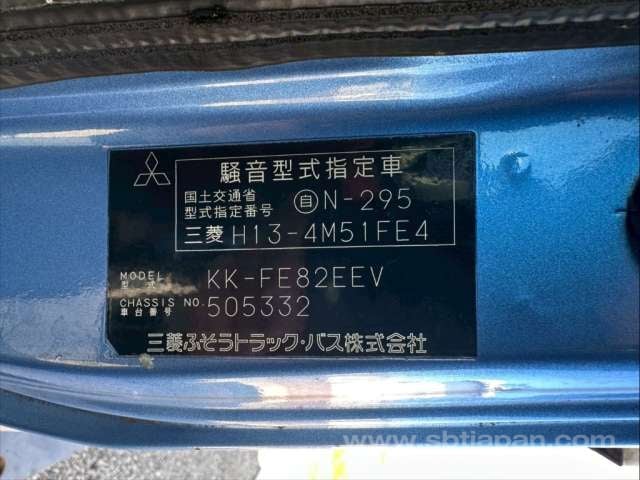 騒音型式指定車
国土交通省
型式指定番号 自N-295
三菱 H13-4M51FE4
MODEL
型式 KK-FE82EEV
CHASSIS NO.
車台番号 505332
三菱ふそうトラック・バス株式会社
www.sbtjapan.com